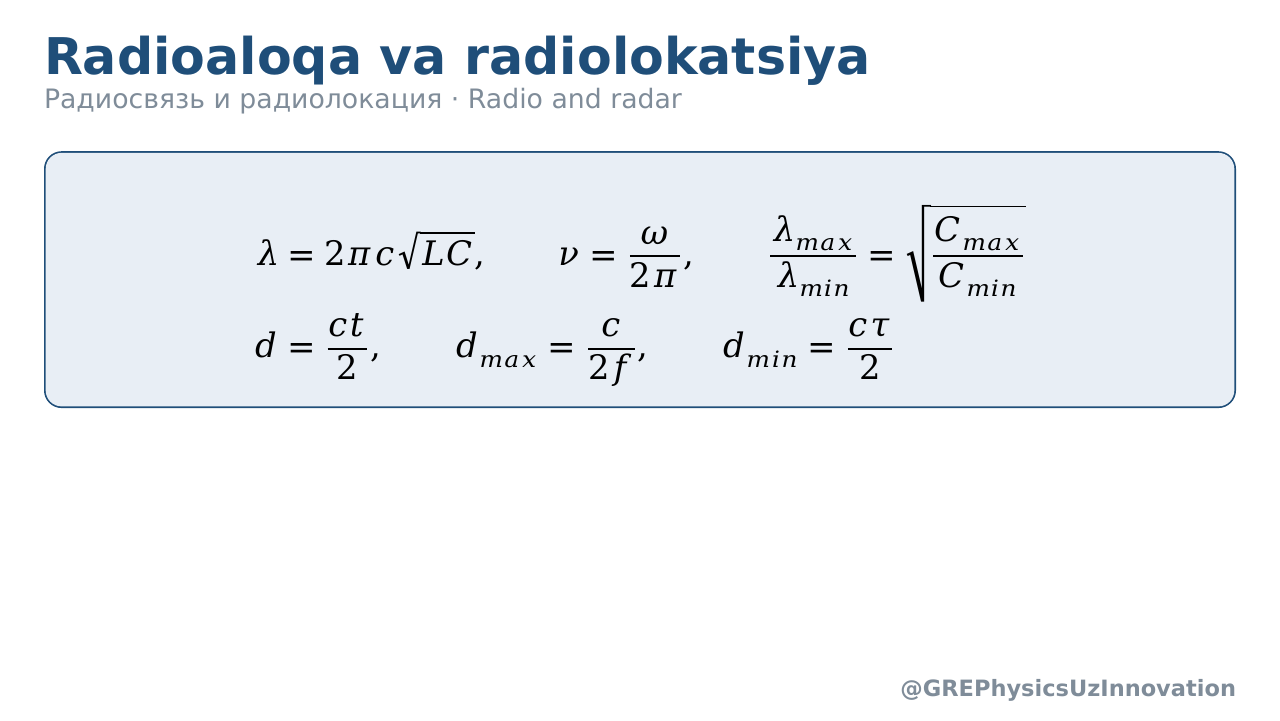 Radioaloqa va radiolokatsiya
Радиосвязь и радиолокация · Radio and radar
λ = 2πc√LC, ν = ω/2π, λ_max/λ_min = √(C_max/C_min)
d = ct/2, d_max = c/2f, d_min = cτ/2
@GREPhysicsUzInnovation